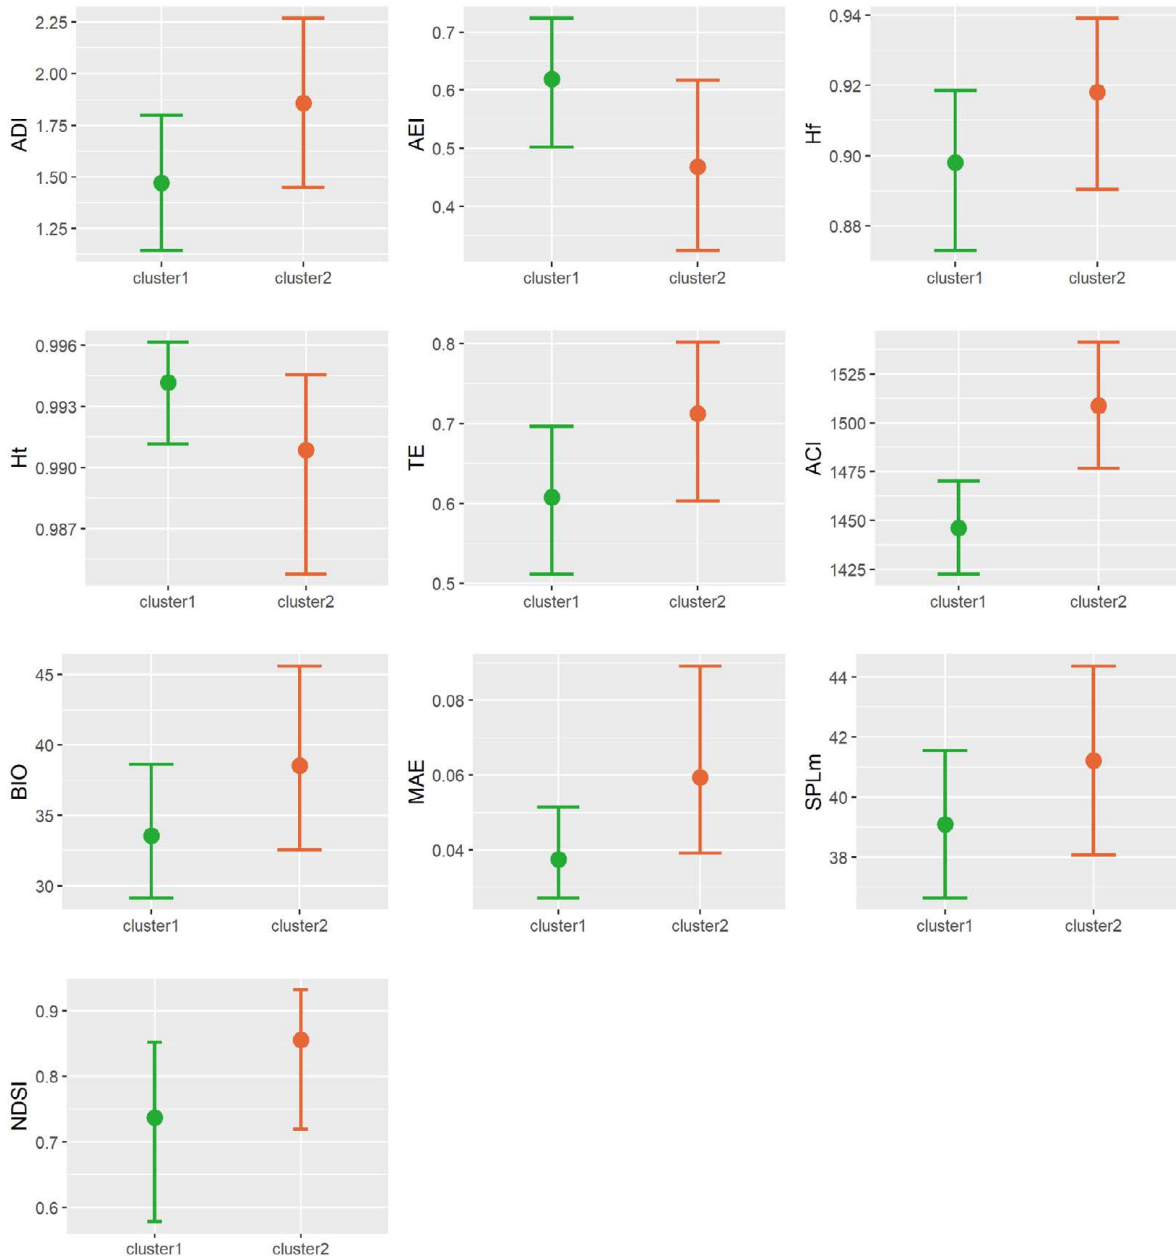 ADI
2.25
2.00
1.75
1.50
1.25
cluster1 cluster2
AEI
0.7
0.6
0.5
0.4
cluster1 cluster2
Hf
0.94
0.92
0.90
0.88
cluster1 cluster2
Ht
0.996
0.993
0.990
0.987
cluster1 cluster2
TE
0.8
0.7
0.6
0.5
cluster1 cluster2
ACI
1525
1500
1475
1450
1425
cluster1 cluster2
BIO
45
40
35
30
cluster1 cluster2
MAE
0.08
0.06
0.04
cluster1 cluster2
SPLm
44
42
40
38
cluster1 cluster2
NDSI
0.9
0.8
0.7
0.6
cluster1 cluster2